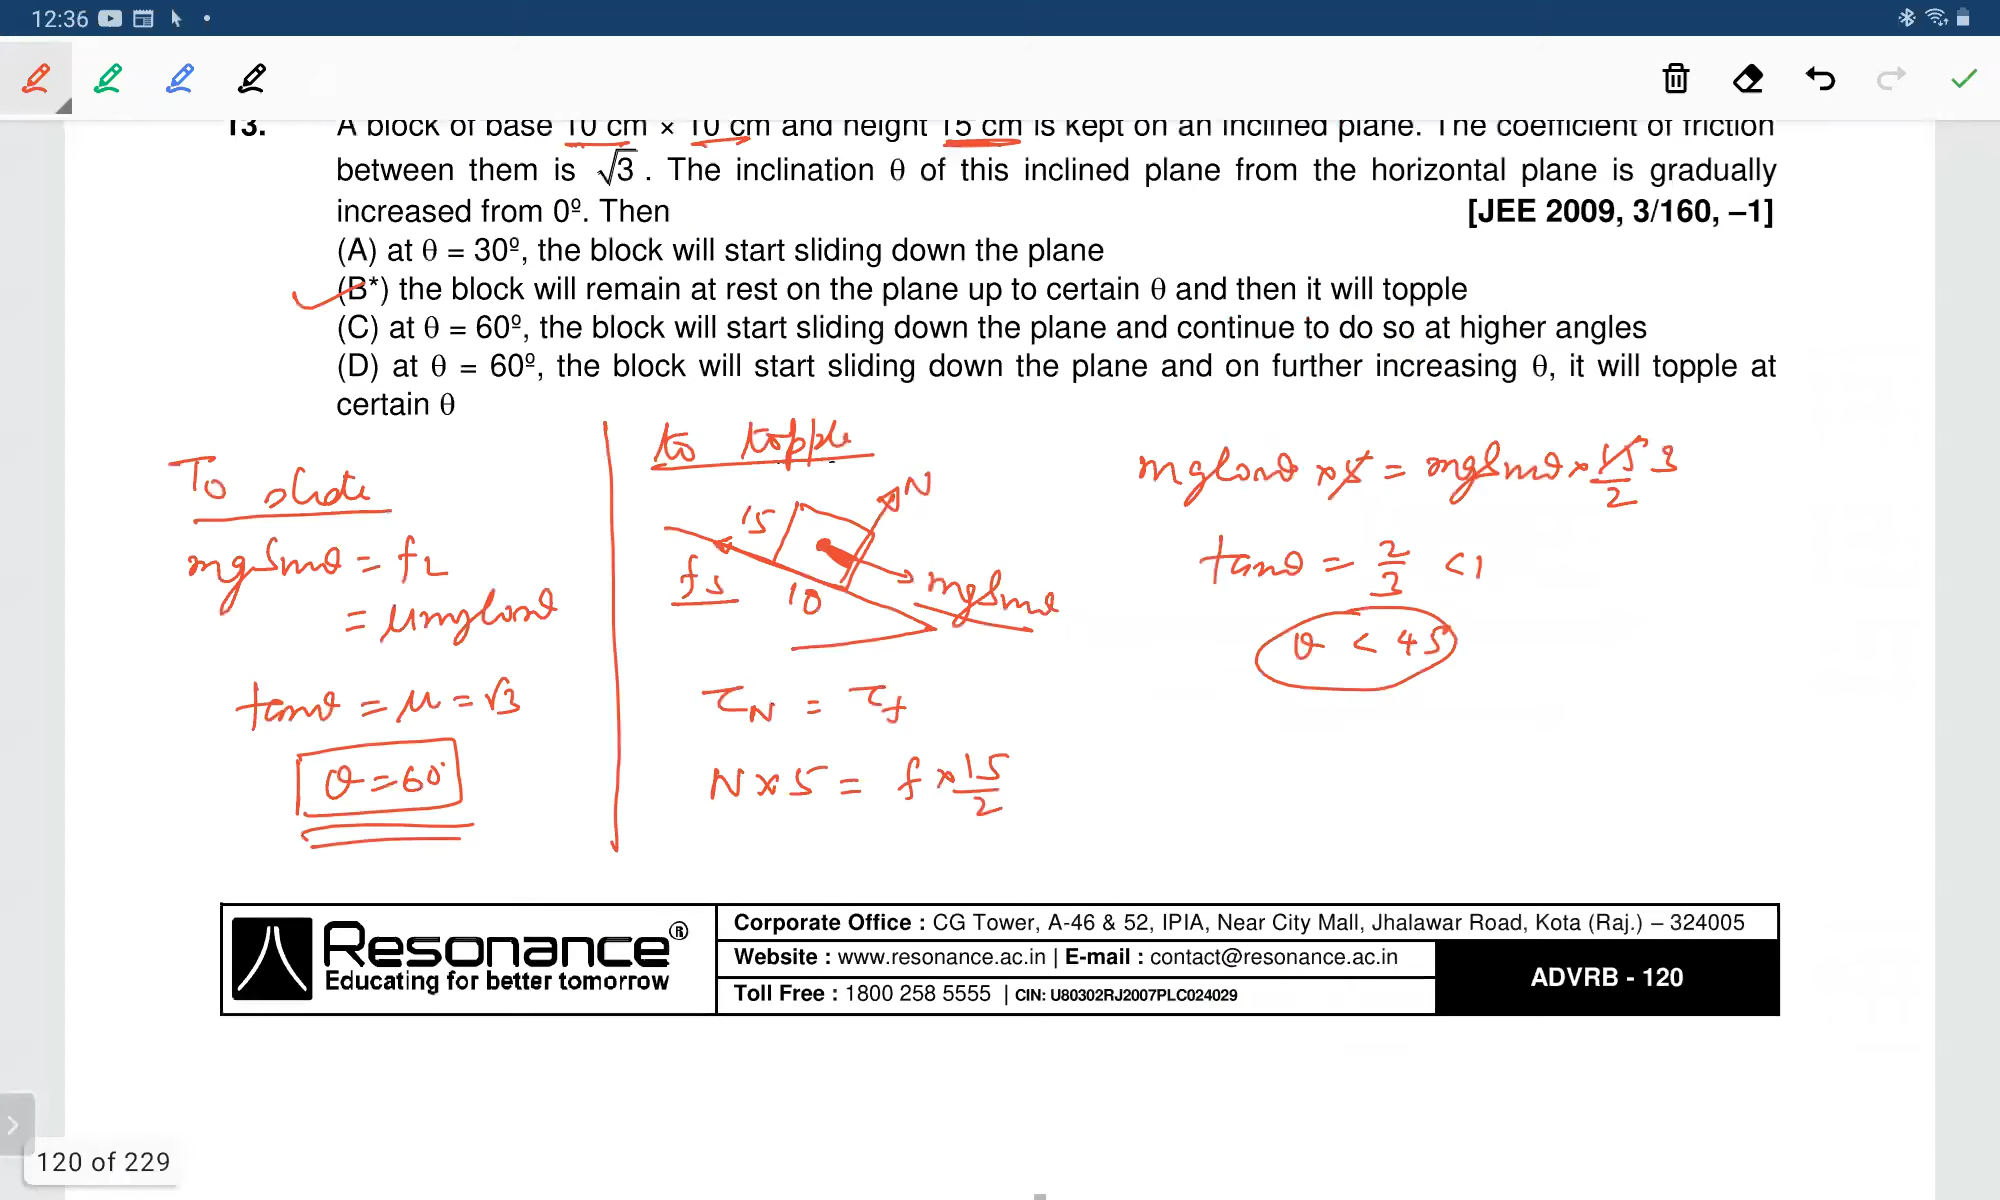 12:36
13. A block of base 10 cm × 10 cm and height 15 cm is kept on an inclined plane. The coefficient of friction
between them is √3 . The inclination θ of this inclined plane from the horizontal plane is gradually
increased from 0º. Then [JEE 2009, 3/160, –1]
(A) at θ = 30º, the block will start sliding down the plane
(B*) the block will remain at rest on the plane up to certain θ and then it will topple
(C) at θ = 60º, the block will start sliding down the plane and continue to do so at higher angles
(D) at θ = 60º, the block will start sliding down the plane and on further increasing θ, it will topple at
certain θ
To slide
mgsinθ = fL
= μmgcosθ
tanθ = μ = √3
θ = 60°
to topple
N
15
fs
10
mgsinθ
τN = τf
N × 5 = f × 15/2
mgcosθ × 5 = mgsinθ × 15/2 3
tanθ = 2/3 < 1
θ < 45
Resonance®
Educating for better tomorrow
Corporate Office : CG Tower, A-46 & 52, IPIA, Near City Mall, Jhalawar Road, Kota (Raj.) – 324005
Website : www.resonance.ac.in | E-mail : contact@resonance.ac.in
Toll Free : 1800 258 5555 | CIN: U80302RJ2007PLC024029
ADVRB - 120
120 of 229